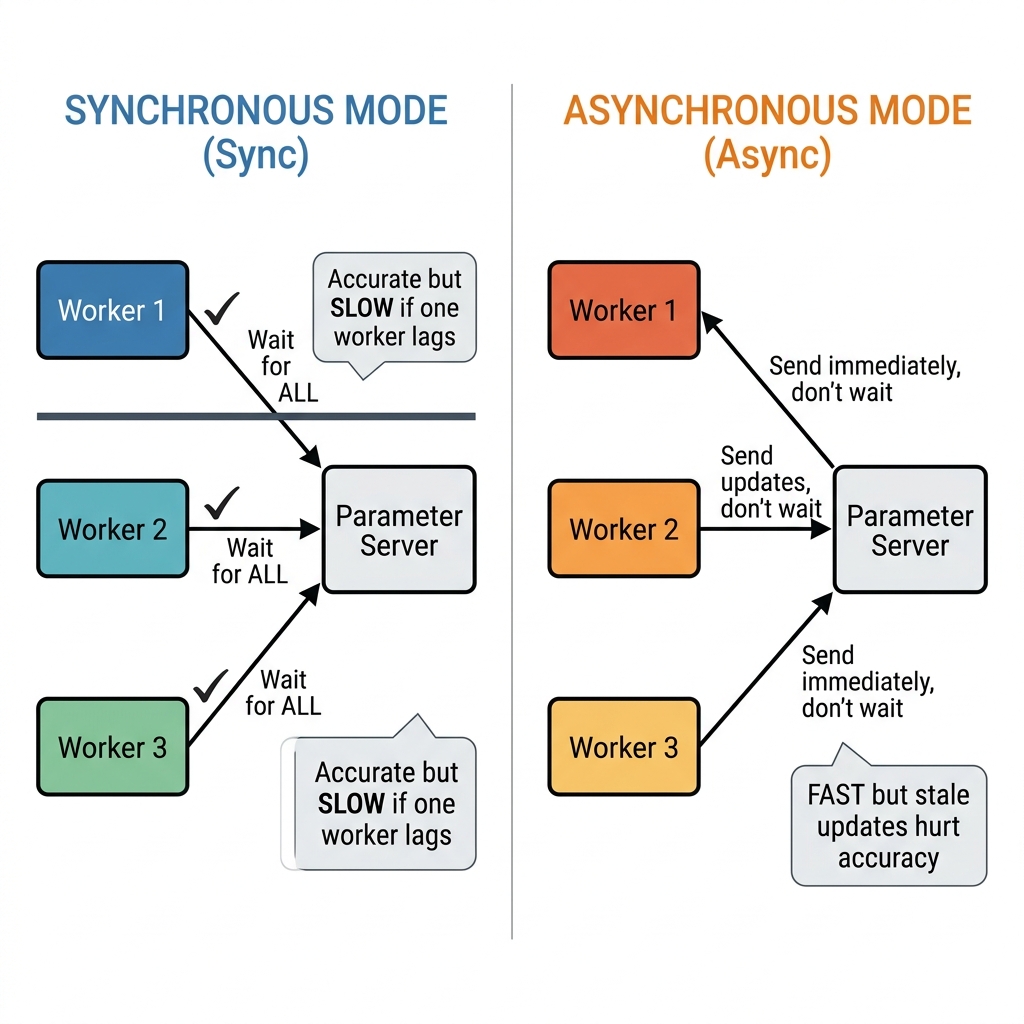 SYNCHRONOUS MODE
(Sync)
Worker 1
Wait
for
ALL
Accurate but
SLOW if one
worker lags
Worker 2
Wait
for ALL
Parameter
Server
Worker 3
Wait
for ALL
Accurate but
SLOW if one
worker lags
ASYNCHRONOUS MODE
(Async)
Worker 1
Send immediately,
don't wait
Worker 2
Send
updates,
don't wait
Parameter
Server
Worker 3
Send
immediately,
don't wait
FAST but stale
updates hurt
accuracy